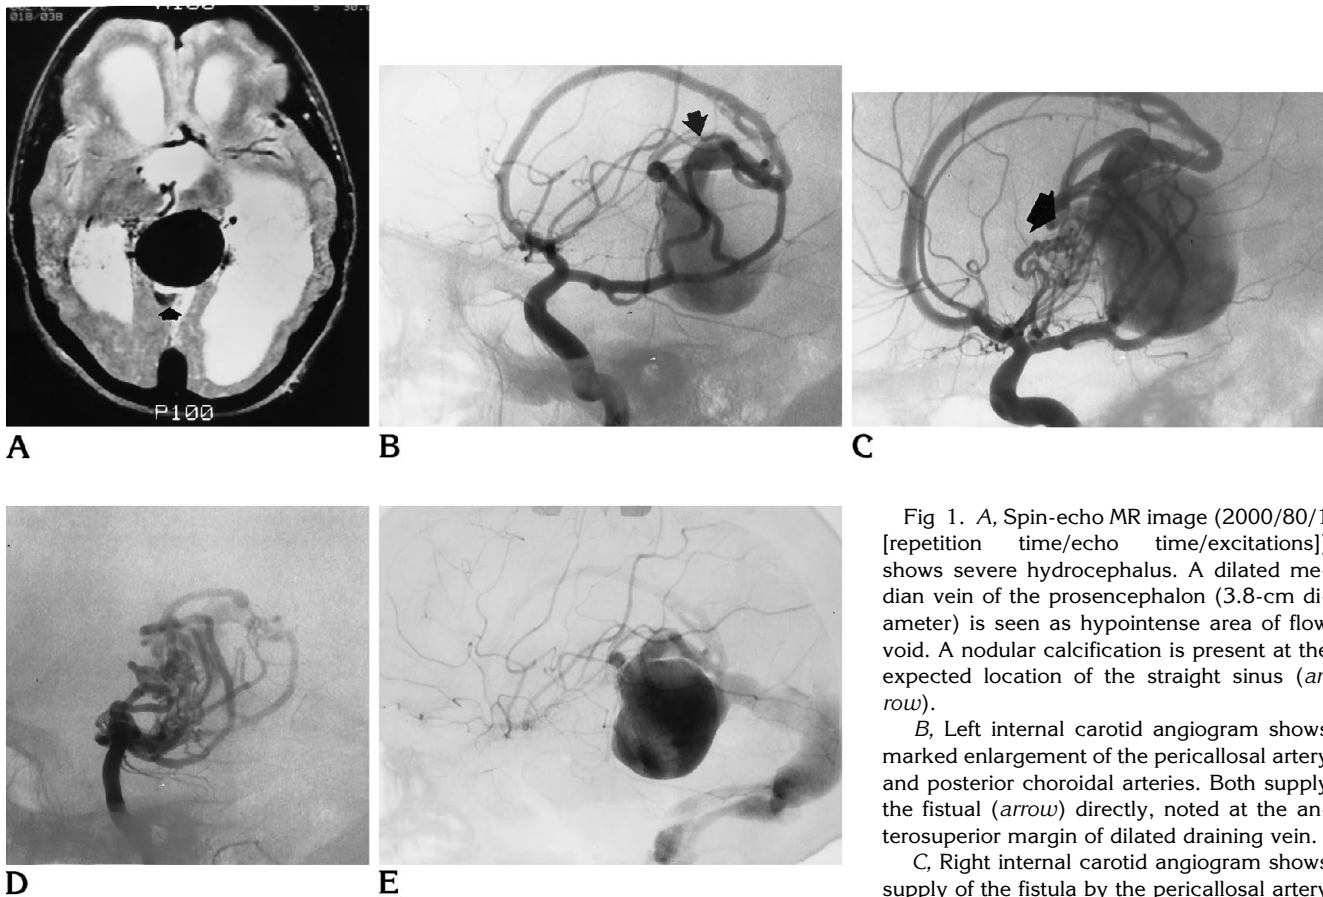 018/038
S 30.0
A
P100
B
C
D
E
Fig 1. A, Spin-echo MR image (2000/80/1
[repetition time/echo time/excitations])
shows severe hydrocephalus. A dilated me-
dian vein of the prosencephalon (3.8-cm di-
ameter) is seen as hypointense area of flow
void. A nodular calcification is present at the
expected location of the straight sinus (ar
row).
B, Left internal carotid angiogram shows
marked enlargement of the pericallosal artery
and posterior choroidal arteries. Both supply
the fistual (arrow) directly, noted at the an-
terosuperior margin of dilated draining vein.
C, Right internal carotid angiogram shows
supply of the fistula by the pericallosal artery